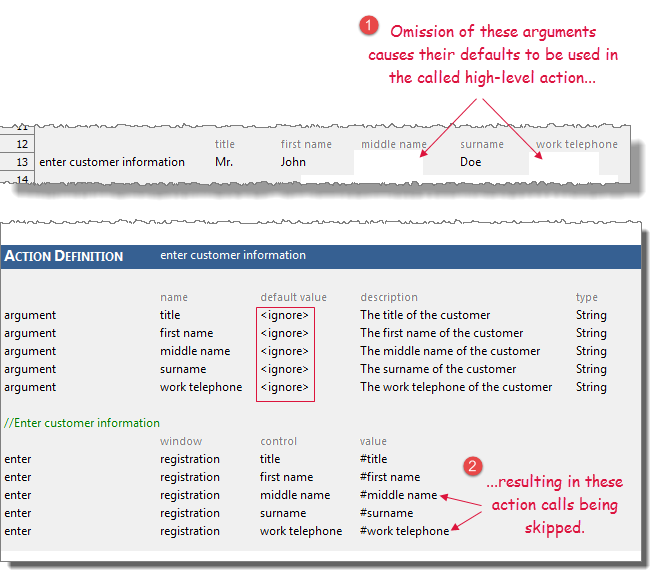 1 Omission of these arguments
causes their defaults to be used in
the called high-level action...
12 title first name middle name surname work telephone
13 enter customer information Mr. John Doe
14
ACTION DEFINITION enter customer information
name default value description type
argument title <ignore> The title of the customer String
argument first name <ignore> The first name of the customer String
argument middle name <ignore> The middle name of the customer String
argument surname <ignore> The surname of the customer String
argument work telephone <ignore> The work telephone of the customer String
//Enter customer information
window control value
enter registration title #title
enter registration first name #first name
enter registration middle name #middle name
enter registration surname #surname
enter registration work telephone #work telephone
2 ...resulting in these
action calls being
skipped.